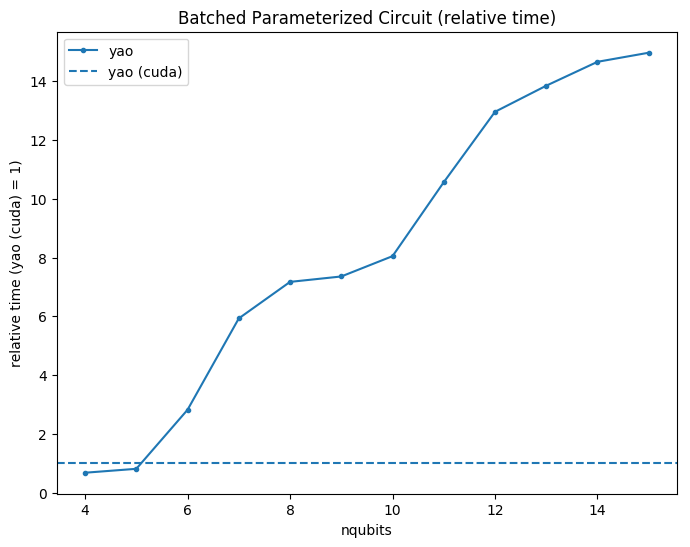 Batched Parameterized Circuit (relative time)
yao
yao (cuda)
relative time (yao (cuda) = 1)
14
12
10
8
6
4
2
0
4
6
8
10
12
14
nqubits